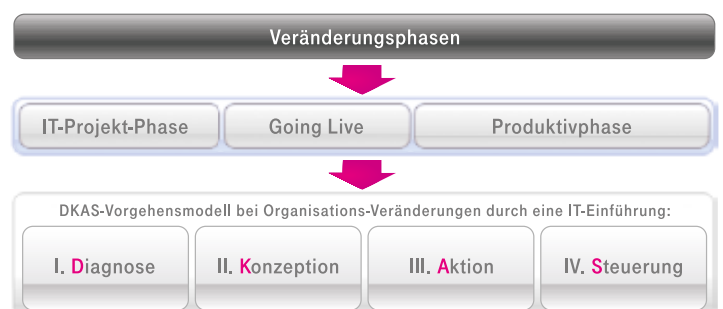 Veränderungsphasen
IT-Projekt-Phase Going Live Produktivphase
DKAS-Vorgehensmodell bei Organisations-Veränderungen durch eine IT-Einführung:
I. Diagnose II. Konzeption III. Aktion IV. Steuerung